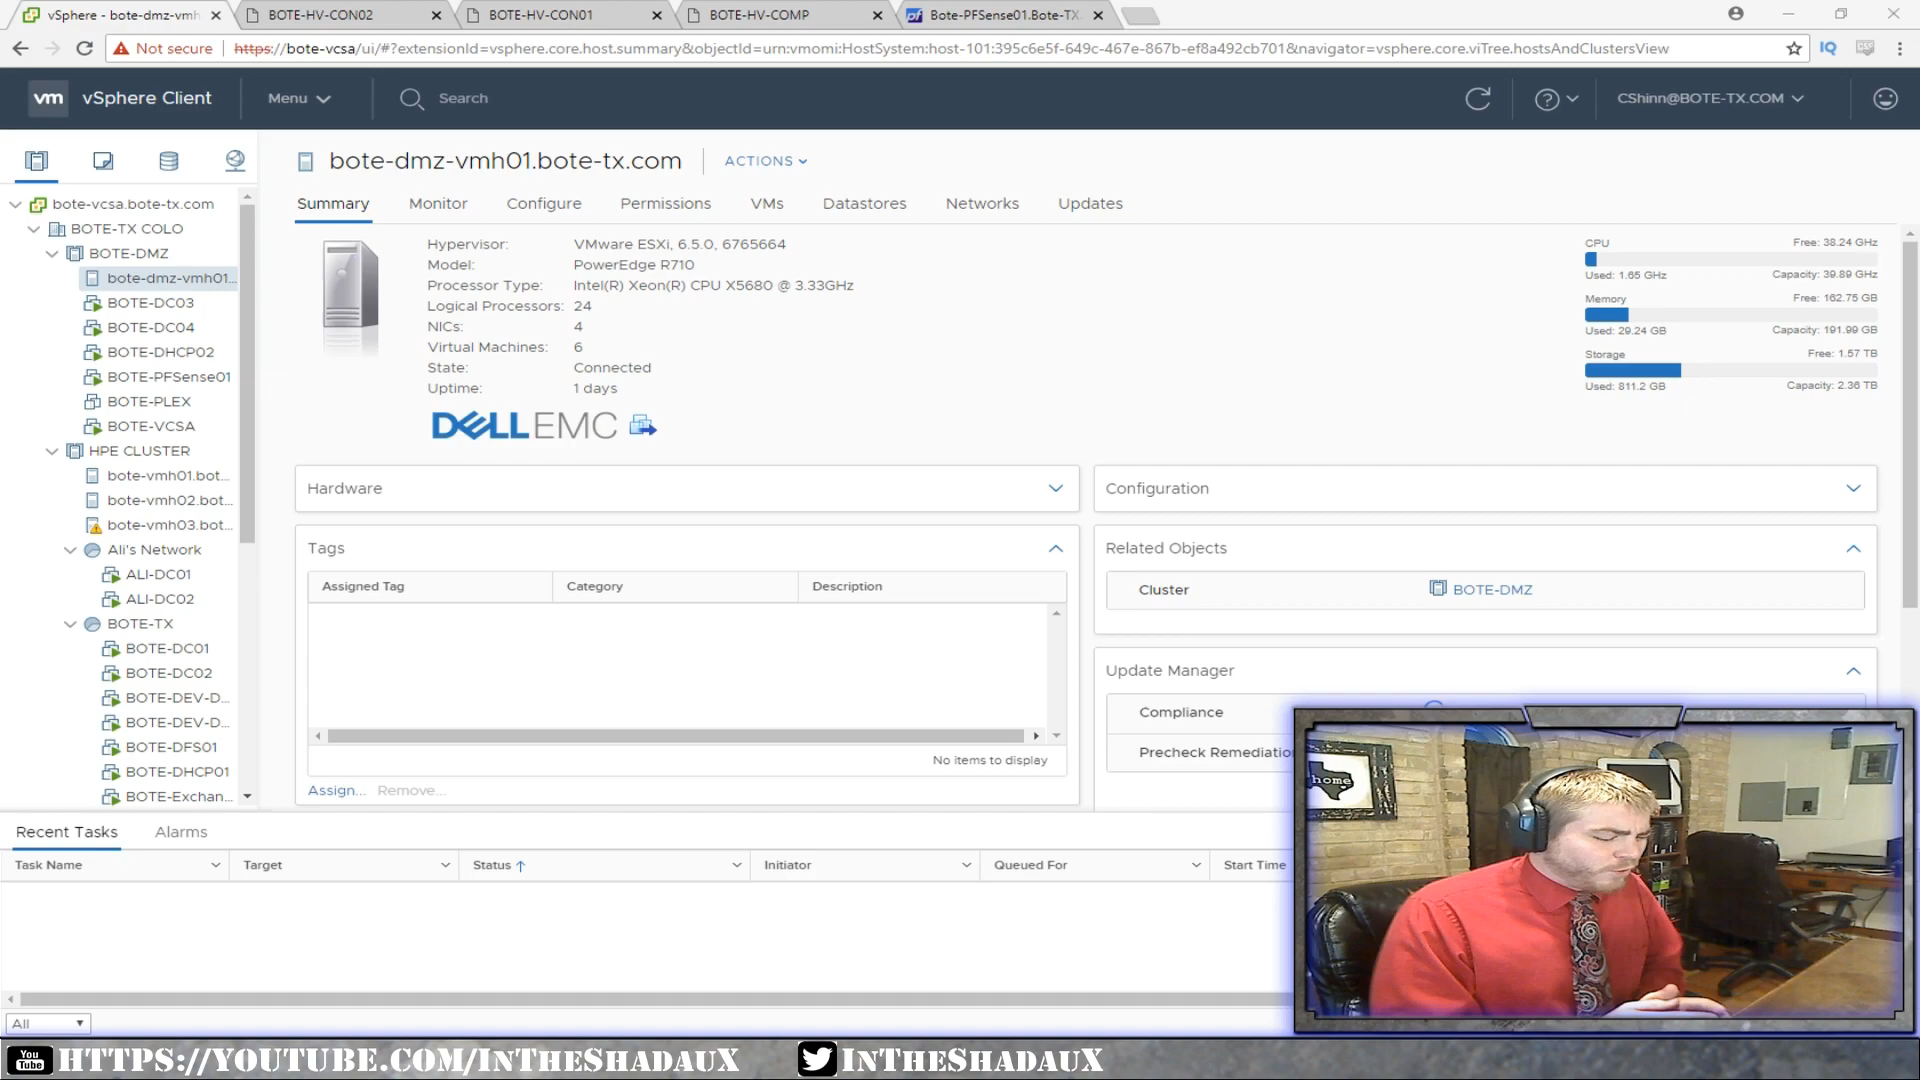 vSphere - bote-dmz-vmh
BOTE-HV-CON02
BOTE-HV-CON01
BOTE-HV-COMP
Bote-PFSense01.Bote-TX
Not secure
https://bote-vcsa/ui/#?extensionId=vsphere.core.host.summary&objectId=urn:vmomi:HostSystem:host-101:395c6e5f-649c-467e-867b-ef8a492cb701&navigator=vsphere.core.viTree.hostsAndClustersView
IQ
vm vSphere Client
Menu
Search
CShinn@BOTE-TX.COM
bote-vcsa.bote-tx.com
BOTE-TX COLO
BOTE-DMZ
bote-dmz-vmh01...
BOTE-DC03
BOTE-DC04
BOTE-DHCP02
BOTE-PFSense01
BOTE-PLEX
BOTE-VCSA
HPE CLUSTER
bote-vmh01.bot...
bote-vmh02.bot...
bote-vmh03.bot...
Ali's Network
ALI-DC01
ALI-DC02
BOTE-TX
BOTE-DC01
BOTE-DC02
BOTE-DEV-D...
BOTE-DEV-D...
BOTE-DFS01
BOTE-DHCP01
BOTE-Exchan...
bote-dmz-vmh01.bote-tx.com
ACTIONS
Summary Monitor Configure Permissions VMs Datastores Networks Updates
Hypervisor: VMware ESXi, 6.5.0, 6765664
Model: PowerEdge R710
Processor Type: Intel(R) Xeon(R) CPU X5680 @ 3.33GHz
Logical Processors: 24
NICs: 4
Virtual Machines: 6
State: Connected
Uptime: 1 days
DELLEMC
CPU Free: 38.24 GHz
Used: 1.65 GHz Capacity: 39.89 GHz
Memory Free: 162.75 GB
Used: 29.24 GB Capacity: 191.99 GB
Storage Free: 1.57 TB
Used: 811.2 GB Capacity: 2.36 TB
Hardware
Configuration
Tags
Assigned Tag Category Description
No items to display
Assign... Remove...
Related Objects
Cluster BOTE-DMZ
Update Manager
Compliance
Precheck Remediatio
home
Recent Tasks Alarms
Task Name Target Status Initiator Queued For Start Time
All
You Tube HTTPS://YOUTUBE.COM/INTHESHADAUX
INTHESHADAUX